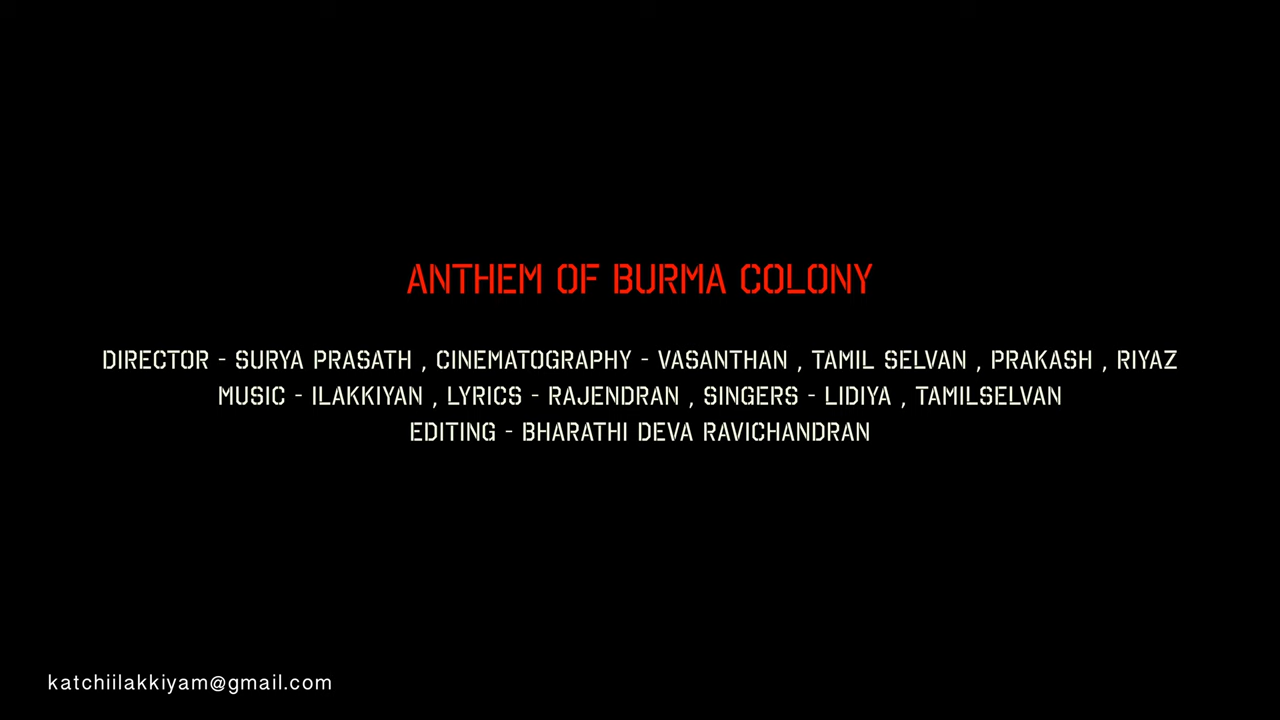 ANTHEM OF BURMA COLONY
DIRECTOR - SURYA PRASATH , CINEMATOGRAPHY - VASANTHAN , TAMIL SELVAN , PRAKASH , RIYAZ
MUSIC - ILAKKIYAN , LYRICS - RAJENDRAN , SINGERS - LIDIYA , TAMILSELVAN
EDITING - BHARATHI DEVA RAVICHANDRAN
katchiilakkiyam@gmail.com